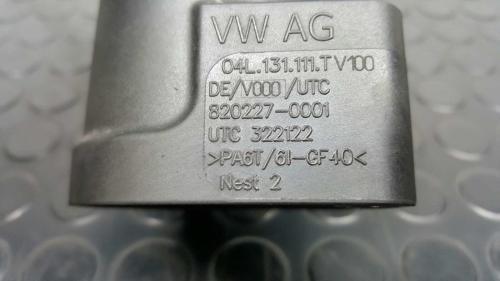 VW AG
04L.131.111.T V100
DE/V000/UTC
820227-0001
UTC 322122
>PA6T/6I-GF40<
Nest 2